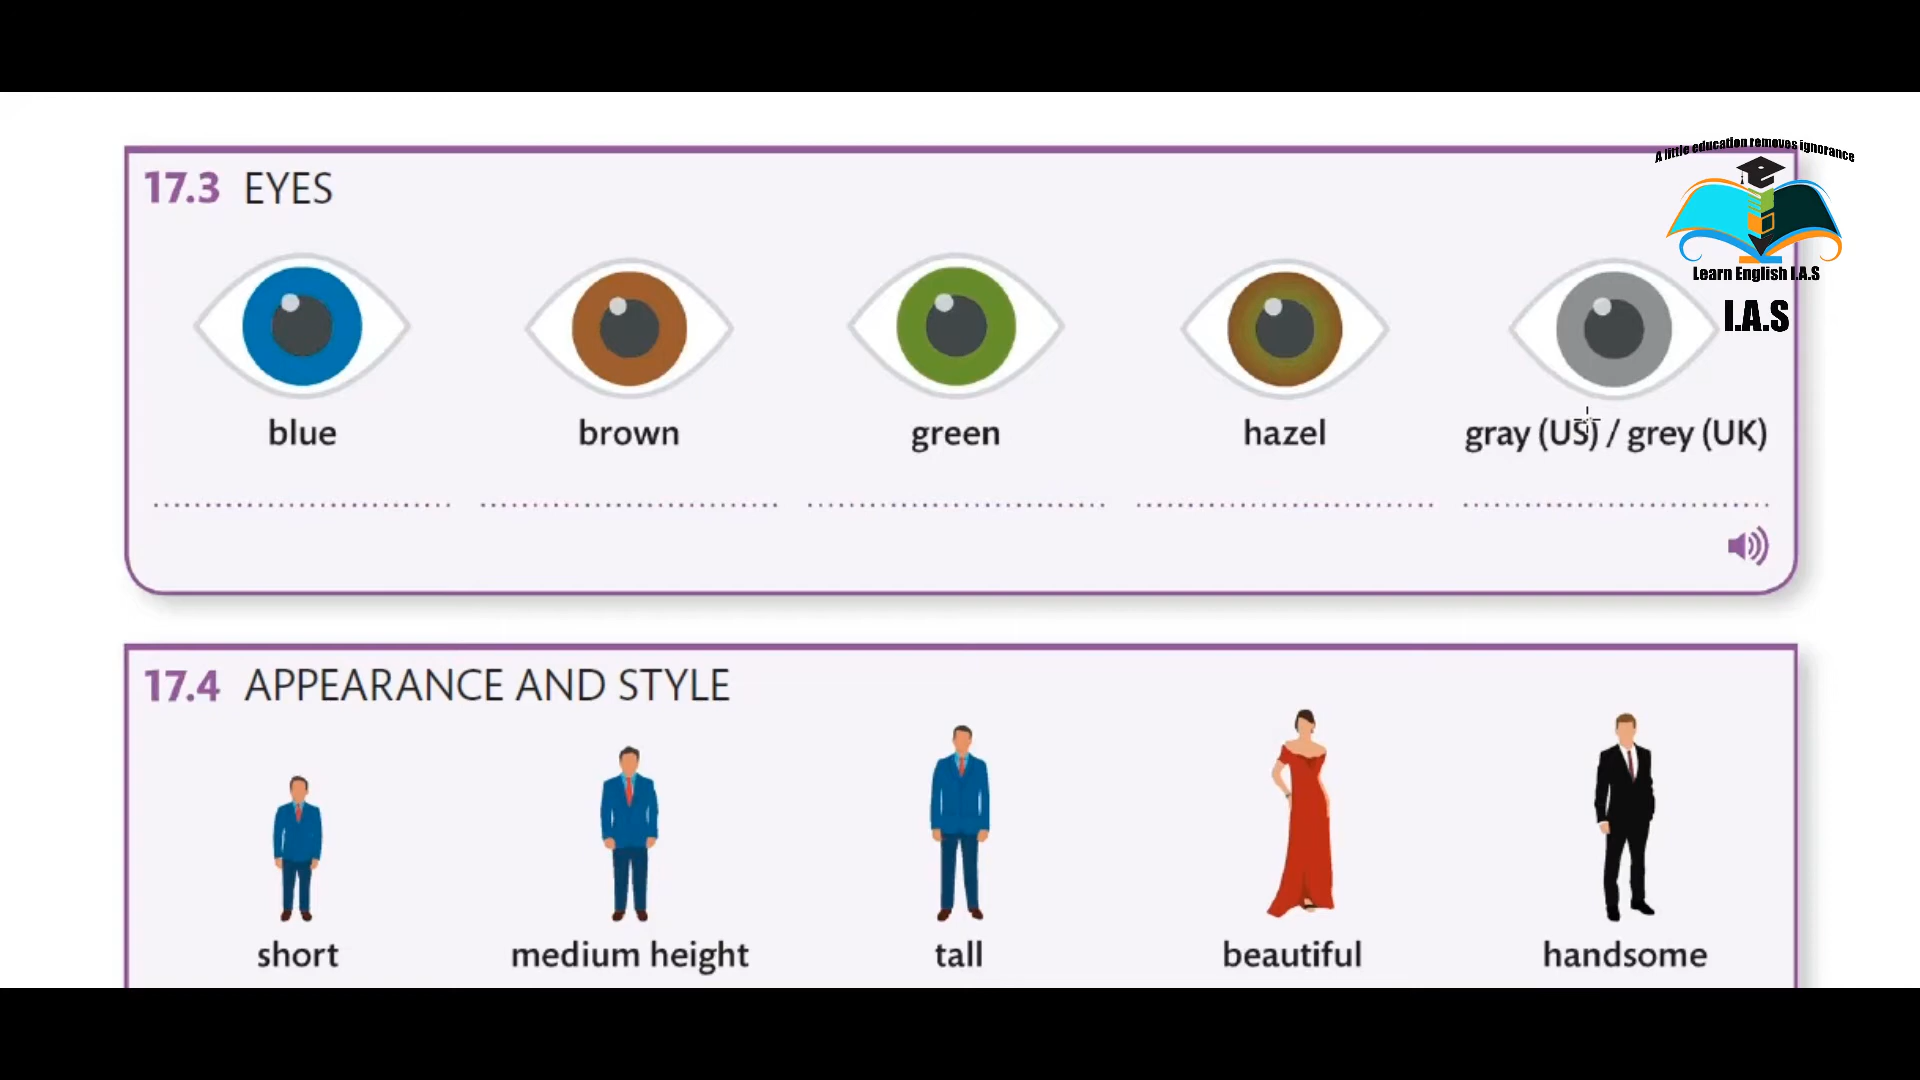 A little education removes ignorance
17.3 EYES
Learn English I.A.S
I.A.S
blue brown green hazel gray (US) / grey (UK)
17.4 APPEARANCE AND STYLE
short medium height tall beautiful handsome